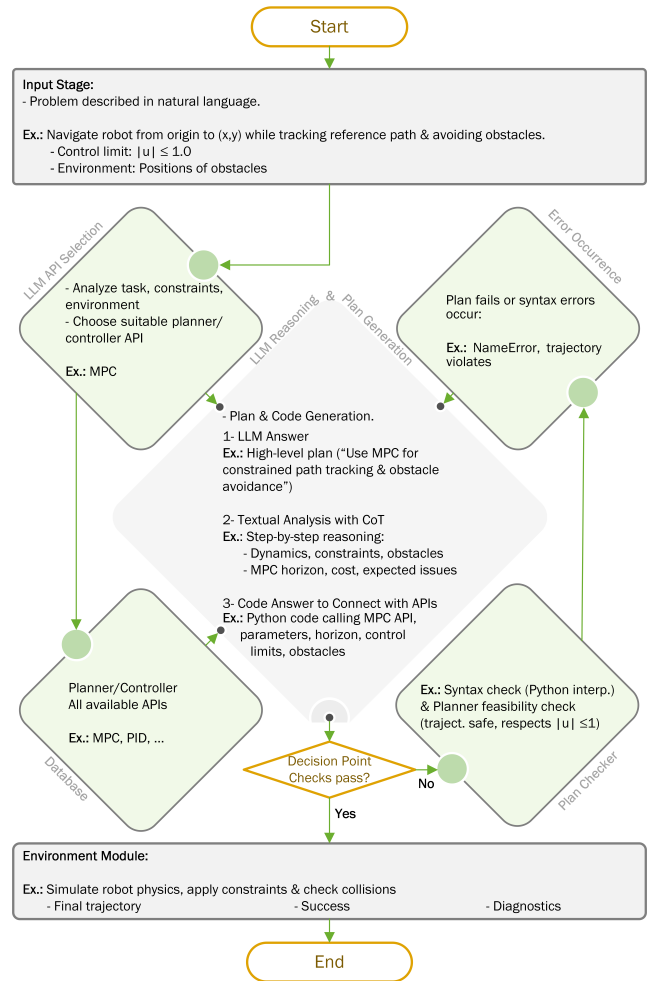 Start
Input Stage:
- Problem described in natural language.
Ex.: Navigate robot from origin to (x,y) while tracking reference path & avoiding obstacles.
- Control limit: |u| ≤ 1.0
- Environment: Positions of obstacles
LLM API Selection
- Analyze task, constraints,
environment
- Choose suitable planner/
controller API
Ex.: MPC
Error Occurrence
Plan fails or syntax errors
occur:
Ex.: NameError, trajectory
violates
LLM Reasoning & Plan Generation
- Plan & Code Generation.
1- LLM Answer
Ex.: High-level plan (“Use MPC for
constrained path tracking & obstacle
avoidance”)
2- Textual Analysis with CoT
Ex.: Step-by-step reasoning:
- Dynamics, constraints, obstacles
- MPC horizon, cost, expected issues
3- Code Answer to Connect with APIs
Ex.: Python code calling MPC API,
parameters, horizon, control
limits, obstacles
Planner/Controller
All available APIs
Ex.: MPC, PID, ...
Database
Ex.: Syntax check (Python interp.)
& Planner feasibility check
(traject. safe, respects |u| ≤1)
Plan Checker
Decision Point
Checks pass?
No
Yes
Environment Module:
Ex.: Simulate robot physics, apply constraints & check collisions
- Final trajectory - Success - Diagnostics
End